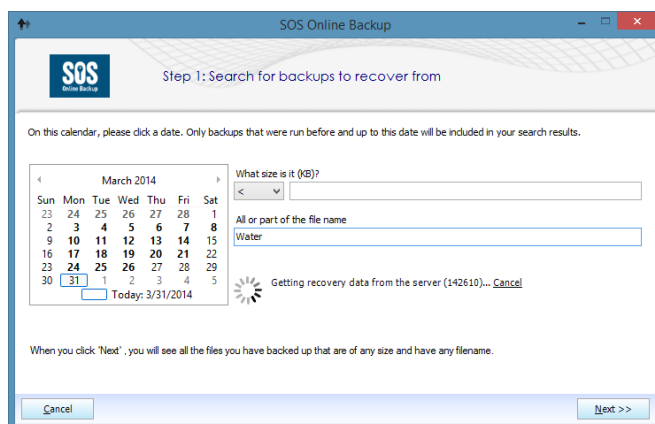 SOS Online Backup
SOS
Online Backup
Step 1: Search for backups to recover from
On this calendar, please click a date. Only backups that were run before and up to this date will be included in your search results.
March 2014
Sun Mon Tue Wed Thu Fri Sat
23 24 25 26 27 28 1
2 3 4 5 6 7 8
9 10 11 12 13 14 15
16 17 18 19 20 21 22
23 24 25 26 27 28 29
30 31 1 2 3 4 5
Today: 3/31/2014
What size is it (KB)?
<
All or part of the file name
Water
Getting recovery data from the server (142610)... Cancel
When you click 'Next' , you will see all the files you have backed up that are of any size and have any filename.
Cancel
Next >>